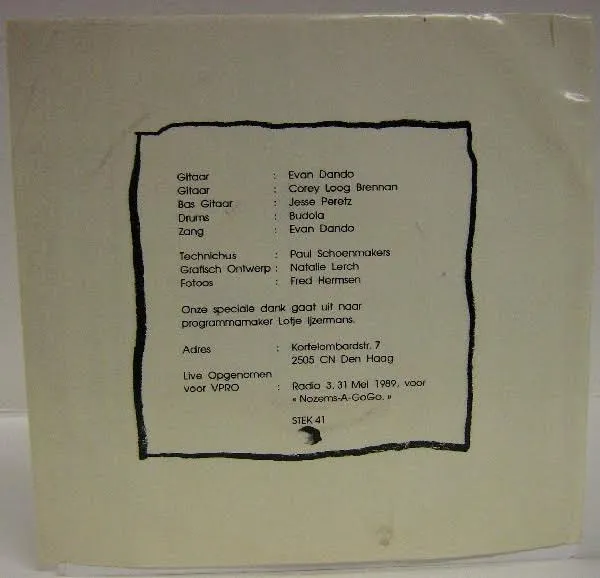 Gitaar : Evan Dando
Gitaar : Corey Loog Brennan
Bas Gitaar : Jesse Peretz
Drums : Budola
Zang : Evan Dando
Technichus : Paul Schoenmakers
Grafisch Ontwerp : Natalie Lerch
Fotoos : Fred Hermsen
Onze speciale dank gaat uit naar
programmamaker Lotje Ijzermans.
Adres : Kortelombardstr. 7
2505 CN Den Haag
Live Opgenomen
voor VPRO : Radio 3, 31 Mei 1989, voor
« Nozems-A-GoGo. »
STEK 41